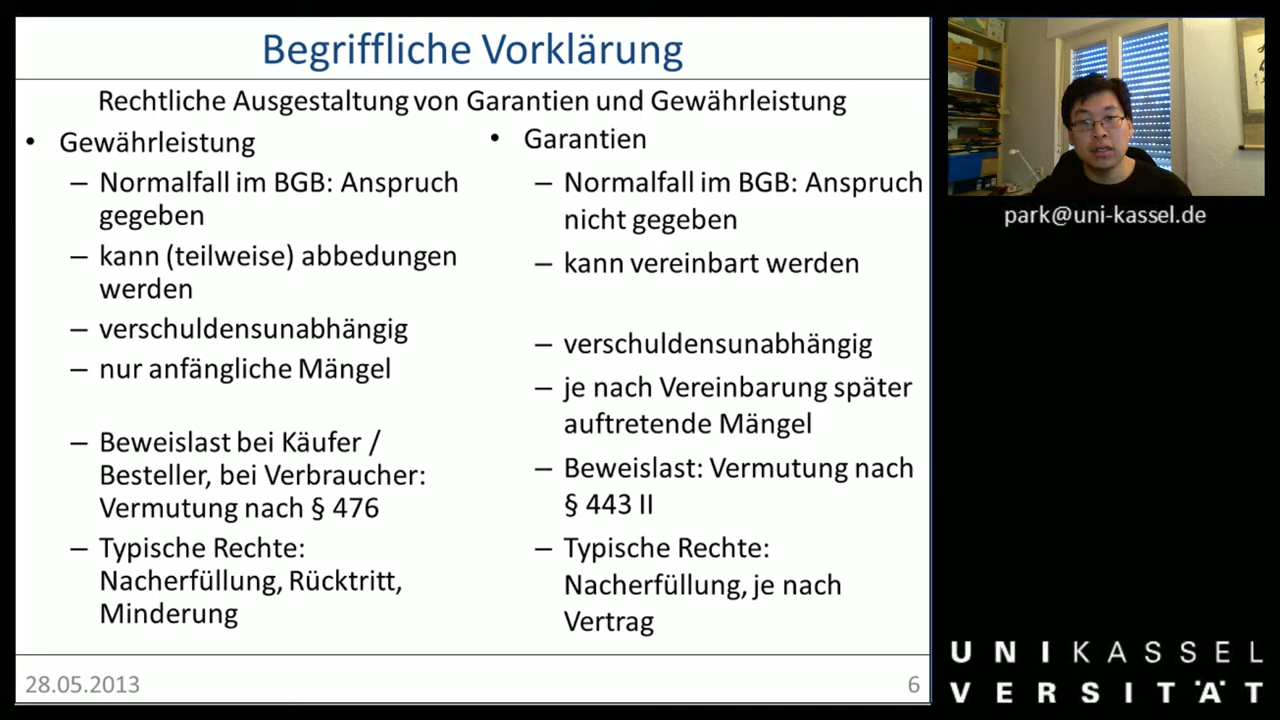 Begriffliche Vorklärung
Rechtliche Ausgestaltung von Garantien und Gewährleistung
• Gewährleistung
– Normalfall im BGB: Anspruch
gegeben
– kann (teilweise) abbedungen
werden
– verschuldensunabhängig
– nur anfängliche Mängel
– Beweislast bei Käufer /
Besteller, bei Verbraucher:
Vermutung nach § 476
– Typische Rechte:
Nacherfüllung, Rücktritt,
Minderung
• Garantien
– Normalfall im BGB: Anspruch
nicht gegeben
– kann vereinbart werden
– verschuldensunabhängig
– je nach Vereinbarung später
auftretende Mängel
– Beweislast: Vermutung nach
§ 443 II
– Typische Rechte:
Nacherfüllung, je nach
Vertrag
28.05.2013
6
park@uni-kassel.de
UNIKASSEL
VERSITÄT